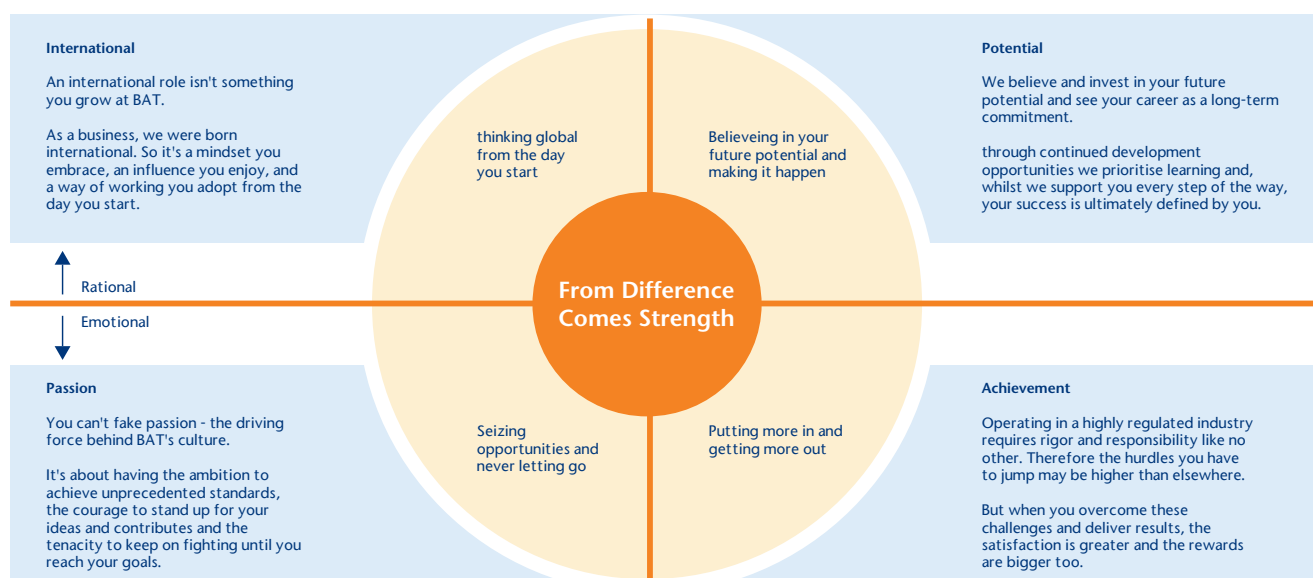 International
An international role isn't something
you grow at BAT.
As a business, we were born
international. So it's a mindset you
embrace, an influence you enjoy, and
a way of working you adopt from the
day you start.
thinking global
from the day
you start
Believeing in your
future potential and
making it happen
Potential
We believe and invest in your future
potential and see your career as a long-term
commitment.
through continued development
opportunities we prioritise learning and,
whilst we support you every step of the way,
your success is ultimately defined by you.
Rational
Emotional
From Difference
Comes Strength
Passion
You can't fake passion - the driving
force behind BAT's culture.
It's about having the ambition to
achieve unprecedented standards,
the courage to stand up for your
ideas and contributes and the
tenacity to keep on fighting until you
reach your goals.
Seizing
opportunities and
never letting go
Putting more in and
getting more out
Achievement
Operating in a highly regulated industry
requires rigor and responsibility like no
other. Therefore the hurdles you have
to jump may be higher than elsewhere.
But when you overcome these
challenges and deliver results, the
satisfaction is greater and the rewards
are bigger too.